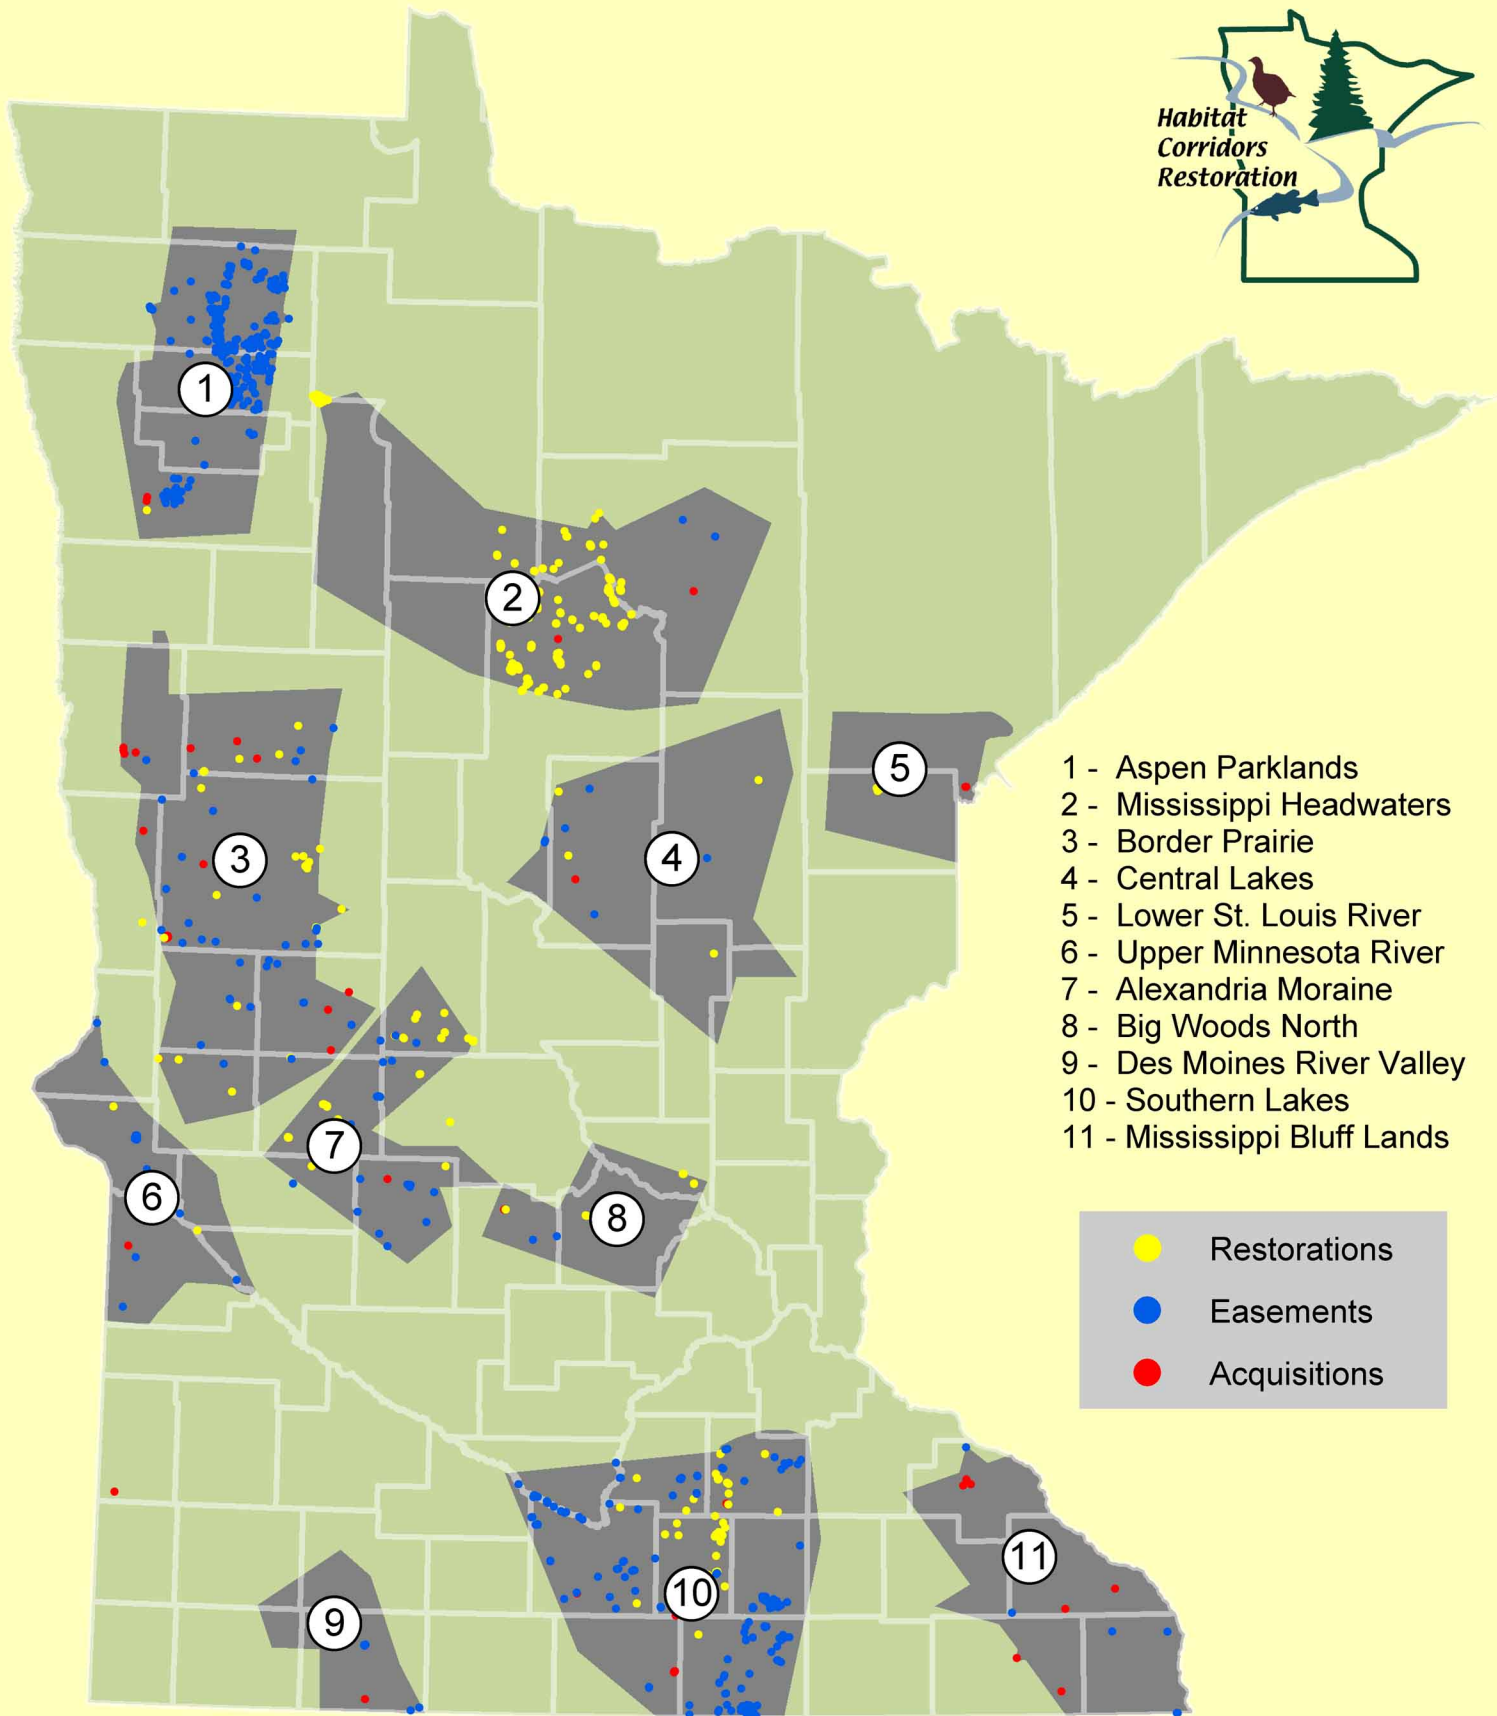 Habitat
Corridors
Restoration
1
2
3
4
5
6
7
8
9
10
11
1 - Aspen Parklands
2 - Mississippi Headwaters
3 - Border Prairie
4 - Central Lakes
5 - Lower St. Louis River
6 - Upper Minnesota River
7 - Alexandria Moraine
8 - Big Woods North
9 - Des Moines River Valley
10 - Southern Lakes
11 - Mississippi Bluff Lands
Restorations
Easements
Acquisitions